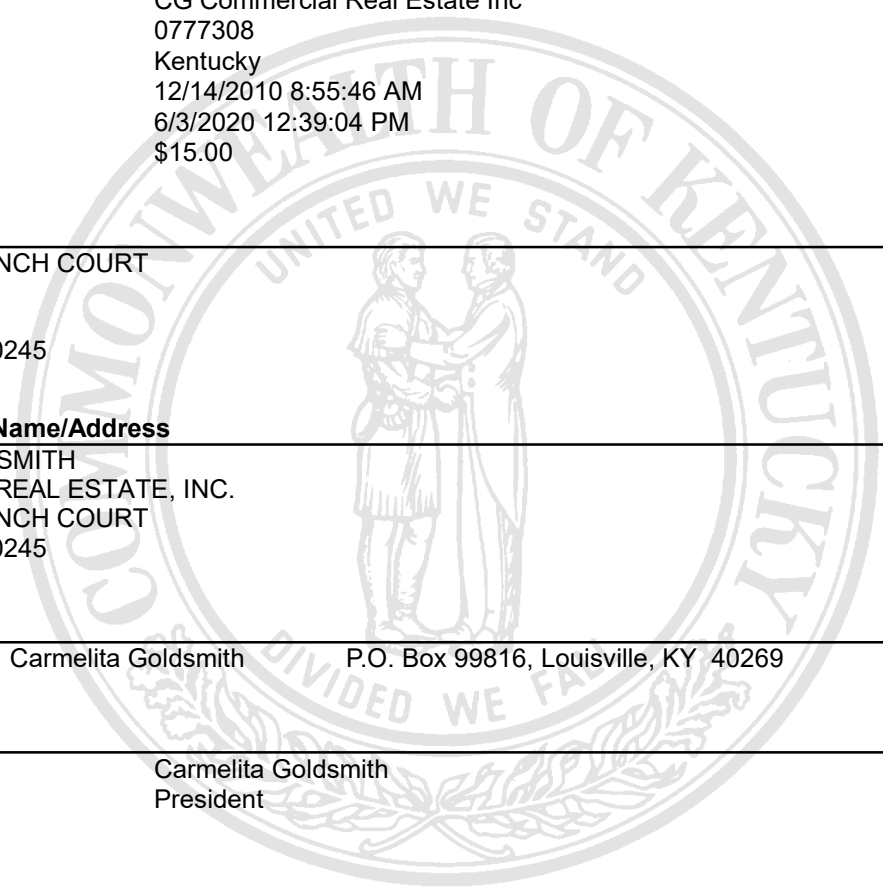 CG Commercial Real Estate Inc
0777308
Kentucky
12/14/2010 8:55:46 AM
6/3/2020 12:39:04 PM
$15.00
COMMONWEALTH OF KENTUCKY
UNITED WE STAND
NCH COURT
0245
Name/Address
SMITH
REAL ESTATE, INC.
NCH COURT
0245
Carmelita Goldsmith P.O. Box 99816, Louisville, KY 40269
DIVIDED WE FALL
Carmelita Goldsmith
President